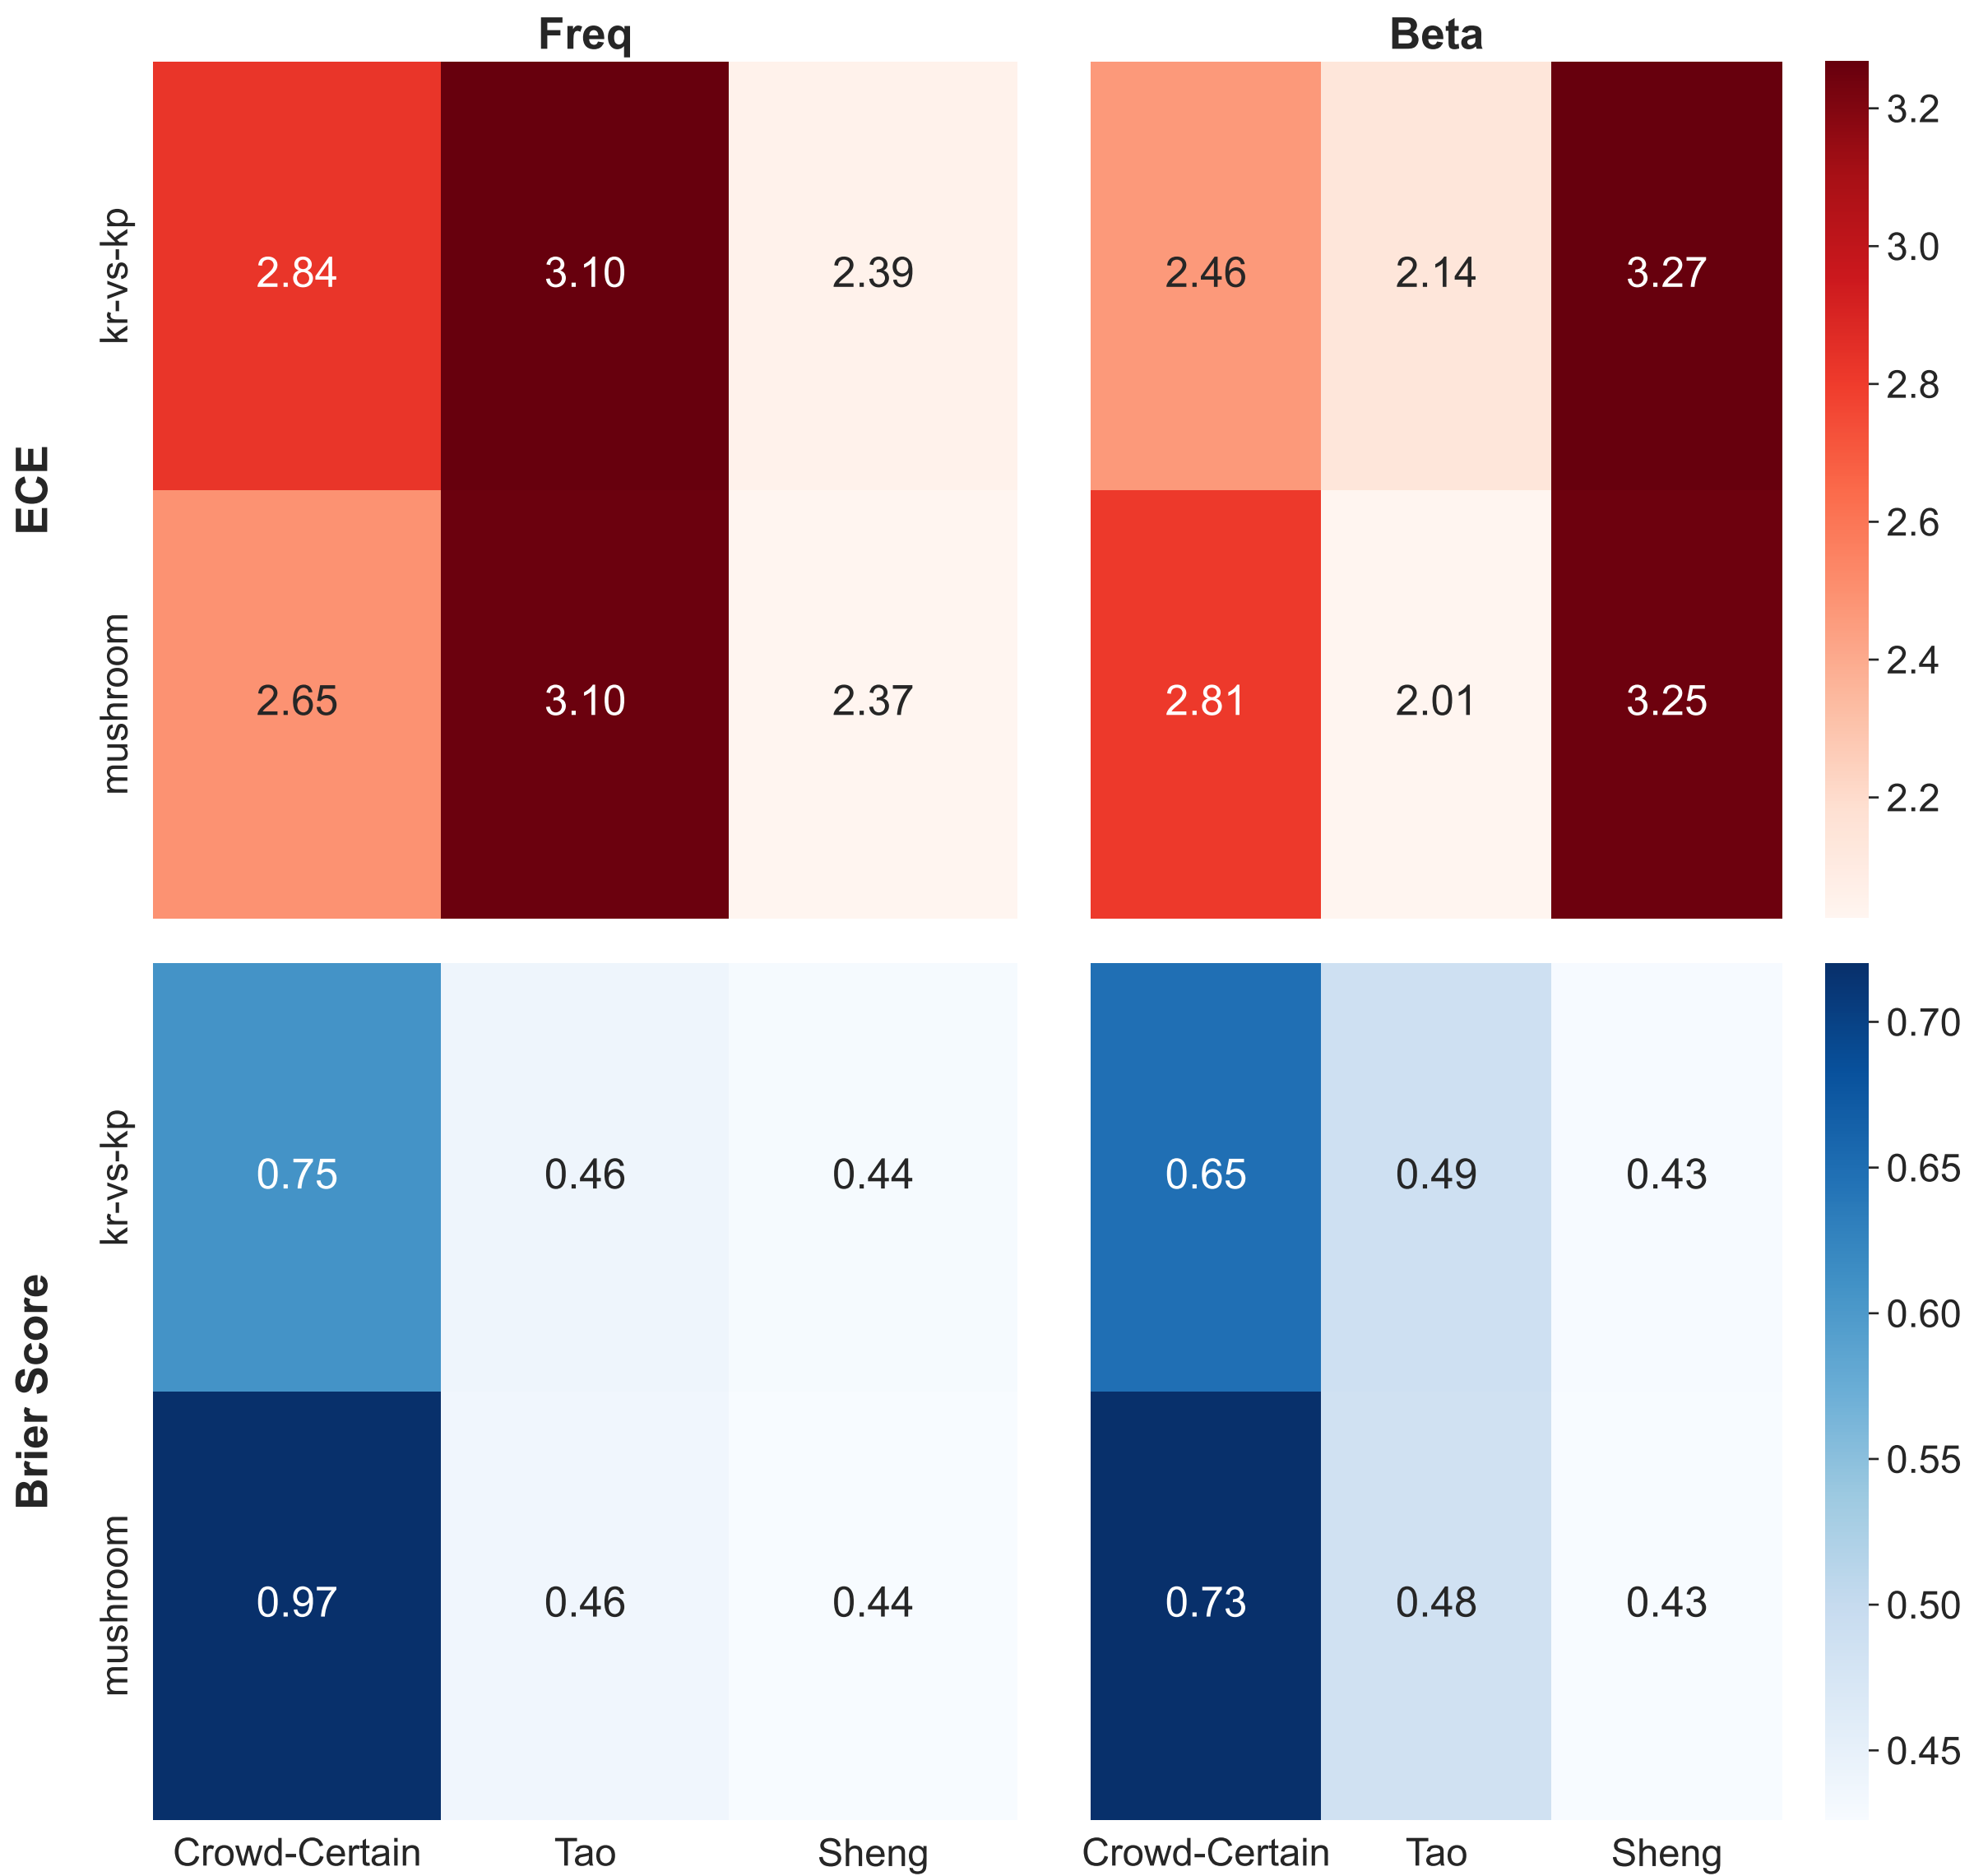 Freq Beta
ECE
kr-vs-kp 2.84 3.10 2.39 2.46 2.14 3.27
mushroom 2.65 3.10 2.37 2.81 2.01 3.25
3.2
3.0
2.8
2.6
2.4
2.2
Brier Score
kr-vs-kp 0.75 0.46 0.44 0.65 0.49 0.43
mushroom 0.97 0.46 0.44 0.73 0.48 0.43
0.70
0.65
0.60
0.55
0.50
0.45
Crowd-Certain Tao Sheng Crowd-Certain Tao Sheng